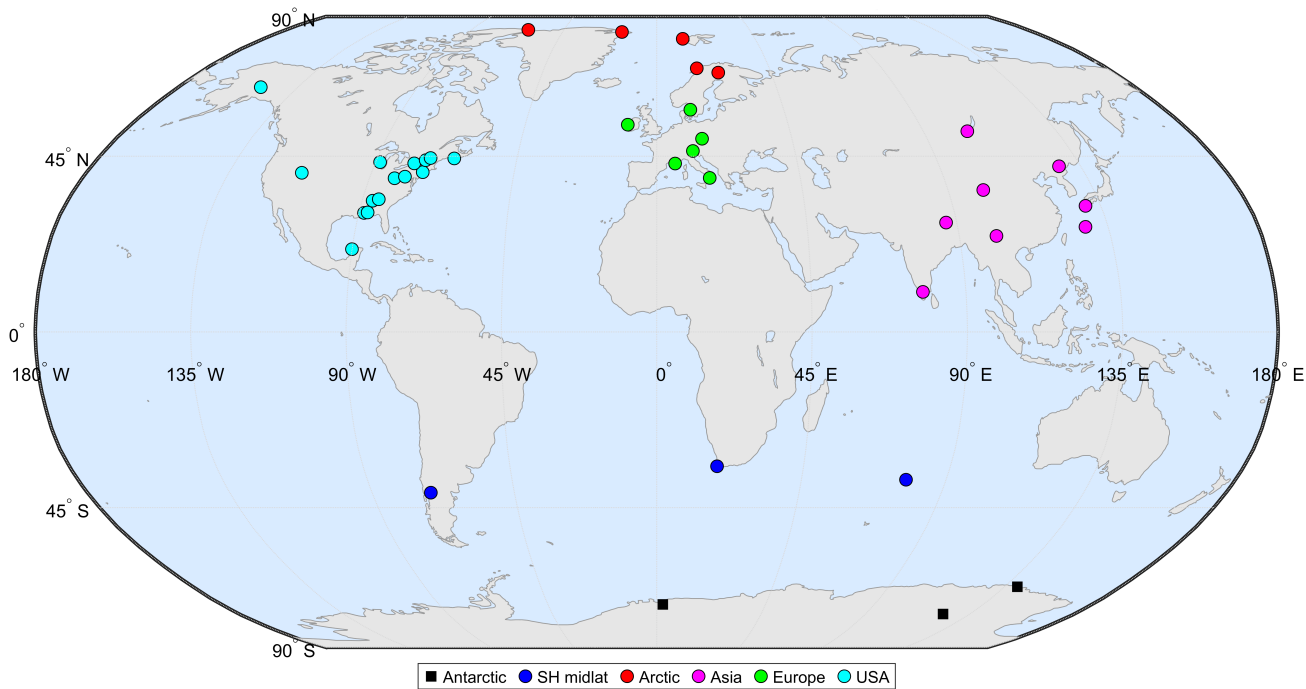 90° N
45° N
0°
180° W 135° W 90° W 45° W 0° 45° E 90° E 135° E 180° E
45° S
90° S
Antarctic SH midlat Arctic Asia Europe USA